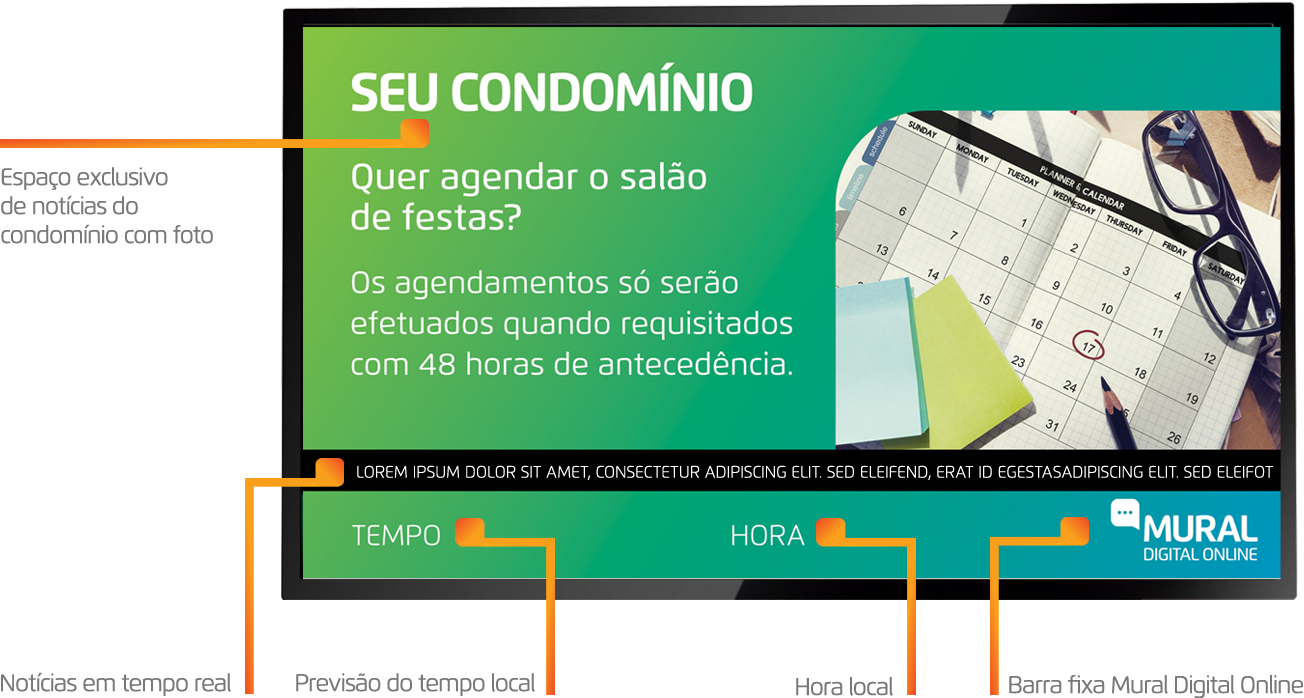 SEU CONDOMÍNIO
Espaço exclusivo
de notícias do
condomínio com foto
Quer agendar o salão
de festas?
Os agendamentos só serão
efetuados quando requisitados
com 48 horas de antecedência.
schedule
timeline
PLANNER & CALENDAR
SUNDAY MONDAY TUESDAY WEDNESDAY THURSDAY FRIDAY SATURDAY
1 2 3 4
6 7 8 9 10 11 12
13 14 15 16 17 18 19
23 24 26
31
LOREM IPSUM DOLOR SIT AMET, CONSECTETUR ADIPISCING ELIT. SED ELEIFEND, ERAT ID EGESTASADIPISCING ELIT. SED ELEIFOT
TEMPO
HORA
MURAL
DIGITAL ONLINE
Notícias em tempo real
Previsão do tempo local
Hora local
Barra fixa Mural Digital Online